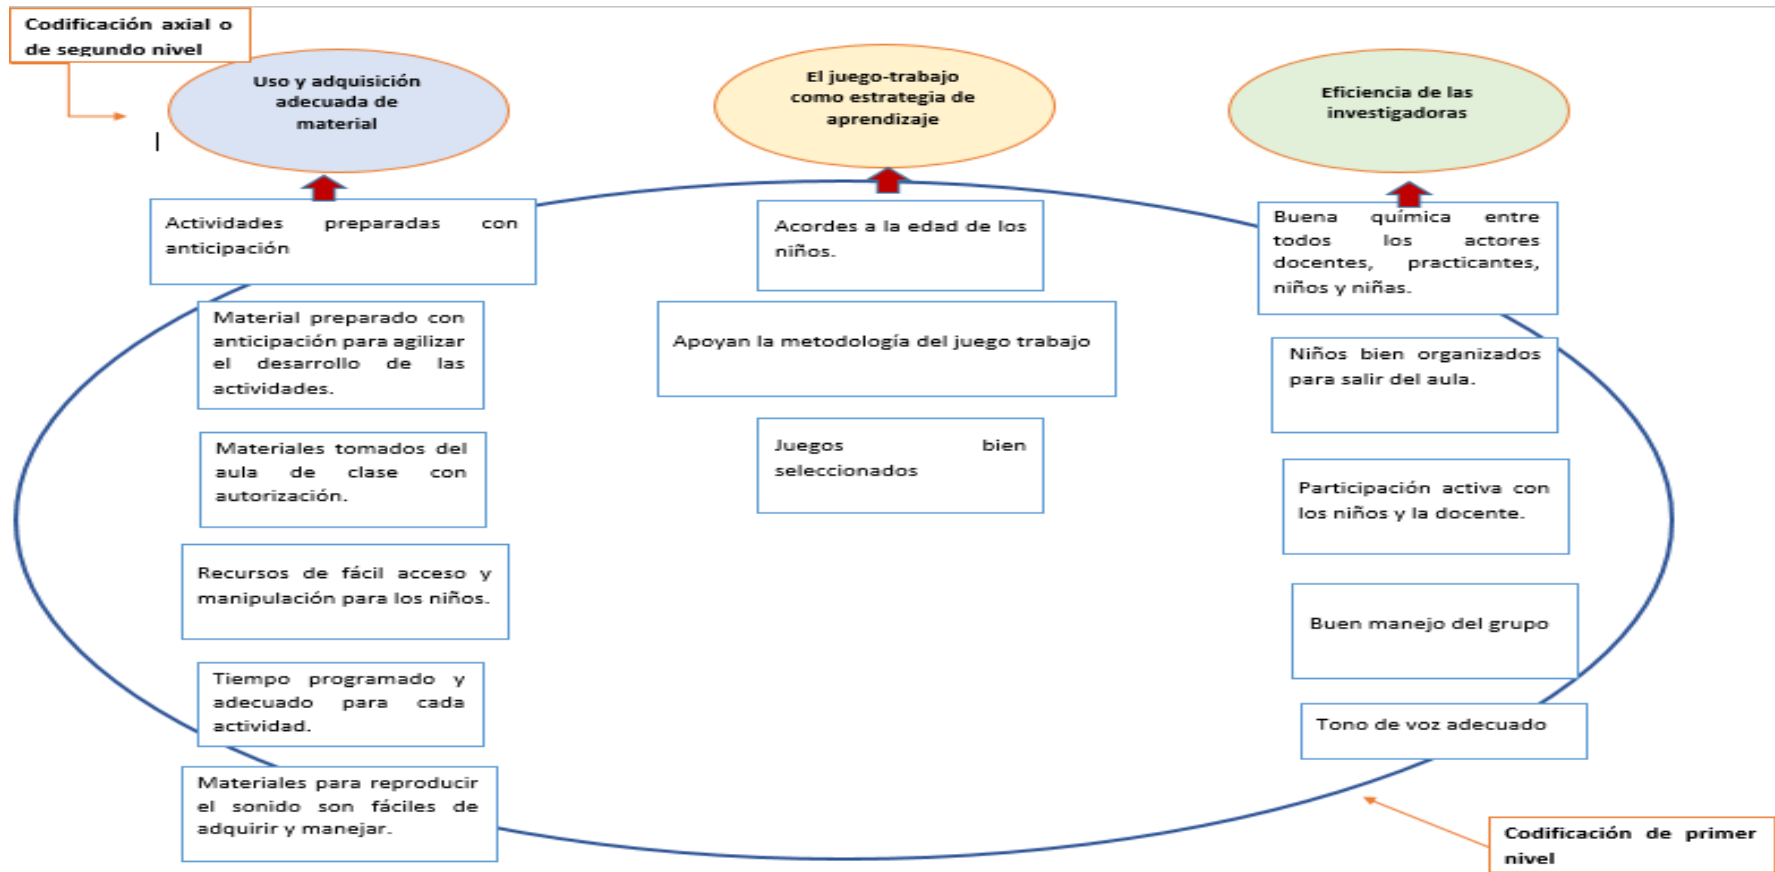 Codificación axial o
de segundo nivel
Uso y adquisición
adecuada de
material
El juego-trabajo
como estrategia de
aprendizaje
Eficiencia de las
investigadoras
Actividades preparadas con
anticipación
Material preparado con
anticipación para agilizar
el desarrollo de las
actividades.
Materiales tomados del
aula de clase con
autorización.
Recursos de fácil acceso y
manipulación para los niños.
Tiempo programado y
adecuado para cada
actividad.
Materiales para reproducir
el sonido son fáciles de
adquirir y manejar.
Acordes a la edad de los
niños.
Apoyan la metodología del juego trabajo
Juegos bien
seleccionados
Buena química entre
todos los actores
docentes, practicantes,
niños y niñas.
Niños bien organizados
para salir del aula.
Participación activa con
los niños y la docente.
Buen manejo del grupo
Tono de voz adecuado
Codificación de primer
nivel